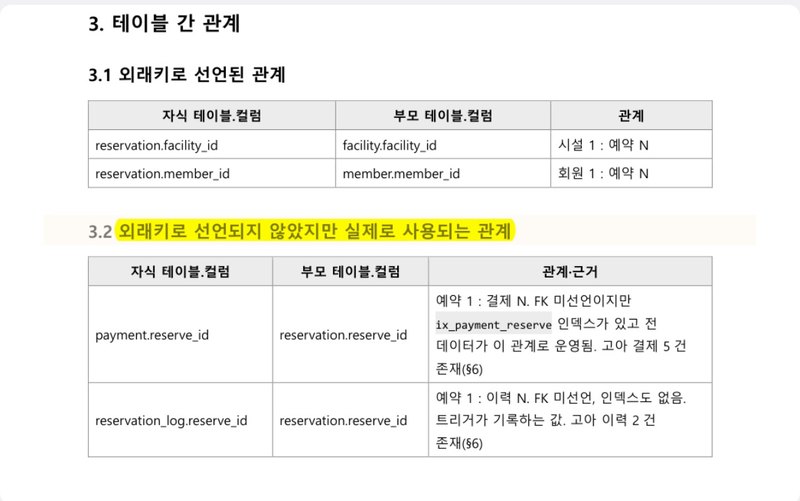 3. 테이블 간 관계
3.1 외래키로 선언된 관계
자식 테이블.컬럼 부모 테이블.컬럼 관계
reservation.facility_id facility.facility_id 시설 1 : 예약 N
reservation.member_id member.member_id 회원 1 : 예약 N
3.2 외래키로 선언되지 않았지만 실제로 사용되는 관계
자식 테이블.컬럼 부모 테이블.컬럼 관계·근거
payment.reserve_id reservation.reserve_id 예약 1 : 결제 N. FK 미선언이지만
ix_payment_reserve 인덱스가 있고 전
데이터가 이 관계로 운영됨. 고아 결제 5 건
존재(§6)
reservation_log.reserve_id reservation.reserve_id 예약 1 : 이력 N. FK 미선언, 인덱스도 없음.
트리거가 기록하는 값. 고아 이력 2 건
존재(§6)